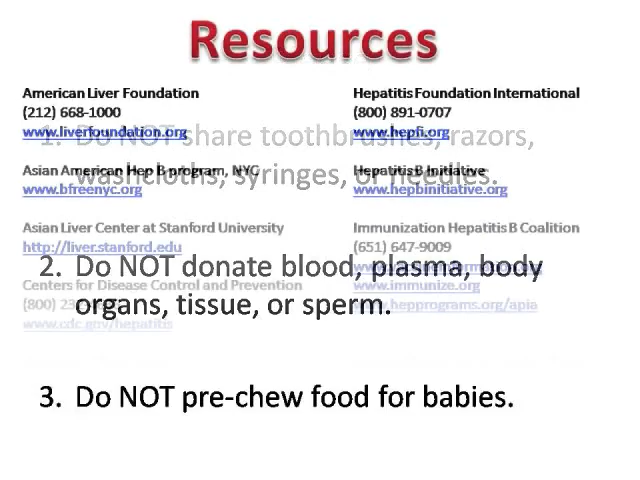 Resources
American Liver Foundation
(212) 668-1000
www.liverfoundation.org
Asian American Hep B program, NYC
www.bfreenyc.org
Asian Liver Center at Stanford University
http://liver.stanford.edu
Centers for Disease Control and Prevention
(800)
www.cdc.gov/hepatitis
Hepatitis Foundation International
(800) 891-0707
www.hepfi.org
Hepatitis B Initiative
www.hepbinitiative.org
Immunization Hepatitis B Coalition
(651) 647-9009
www.immunize.org
www.hepprograms.org/apia
1. Do NOT share toothbrushes, razors,
washcloths, syringes, or needles.
2. Do NOT donate blood, plasma, body
organs, tissue, or sperm.
3. Do NOT pre-chew food for babies.